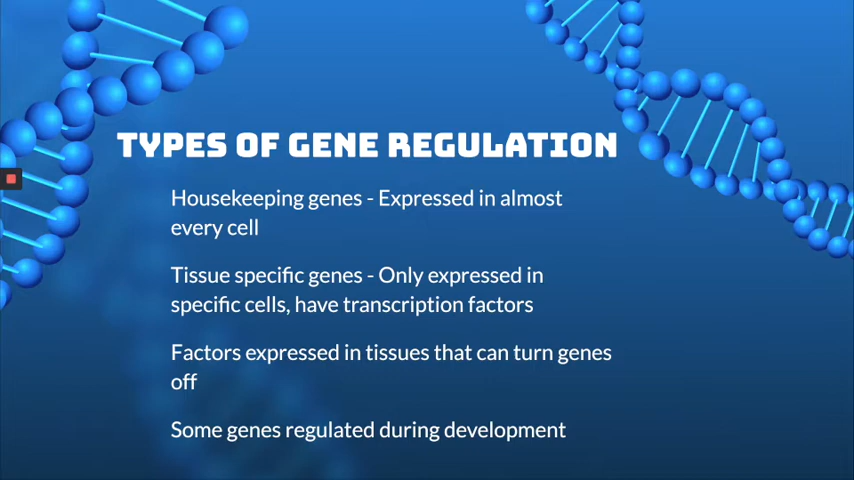 TYPES OF GENE REGULATION
Housekeeping genes - Expressed in almost
every cell
Tissue specific genes - Only expressed in
specific cells, have transcription factors
Factors expressed in tissues that can turn genes
off
Some genes regulated during development